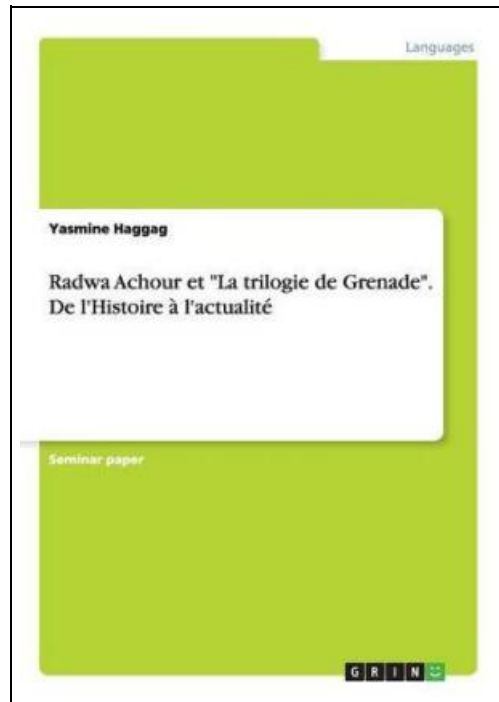 Languages
Yasmine Haggag
Radwa Achour et "La trilogie de Grenade".
De l'Histoire à l'actualité
Seminar paper
GRIN